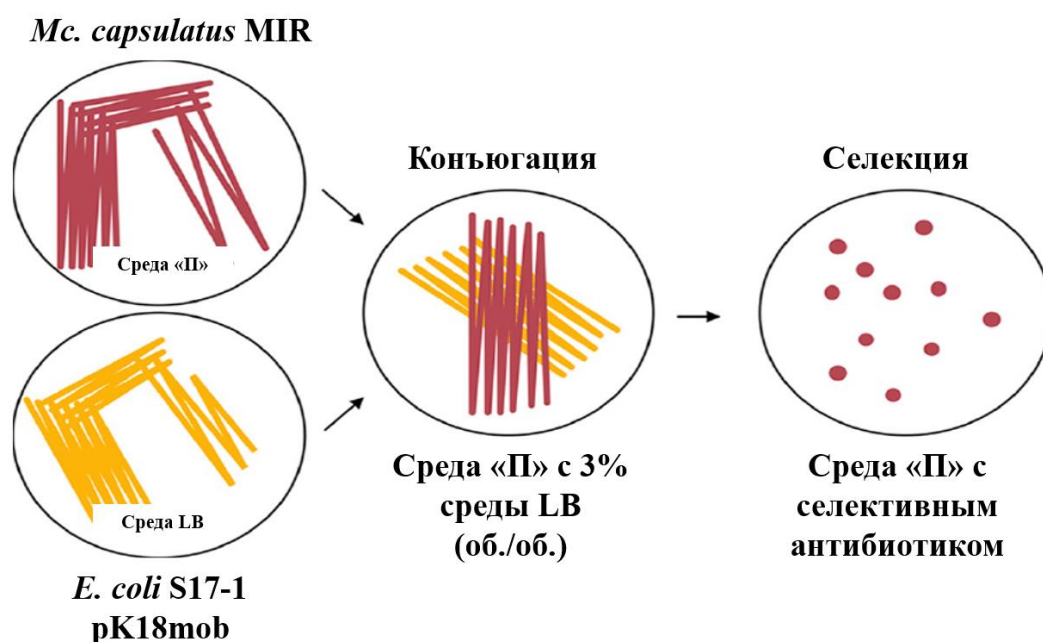 Mc. capsulatus MIR
Среда «П»
Среда LB
E. coli S17-1
pK18mob
Конъюгация
Среда «П» с 3%
среды LB
(об./об.)
Селекция
Среда «П» с
селективным
антибиотиком